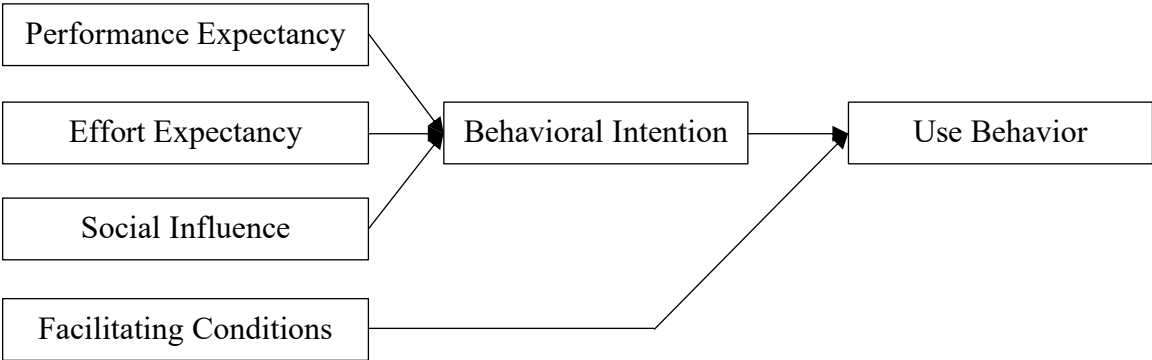 Performance Expectancy
Effort Expectancy
Behavioral Intention
Use Behavior
Social Influence
Facilitating Conditions